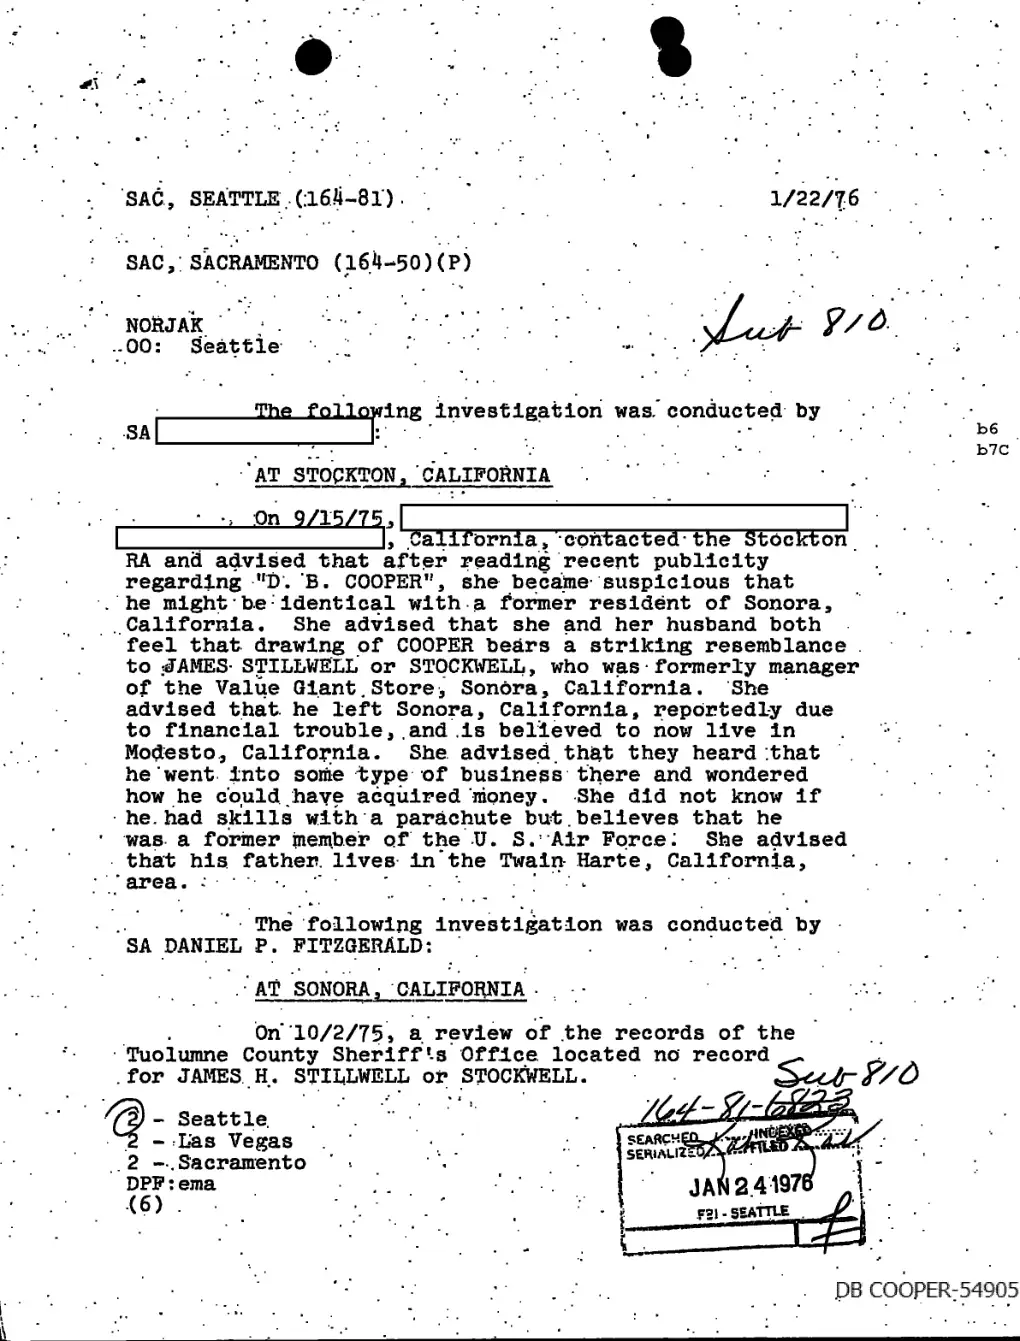 SAC, SEATTLE (164-81) 1/22/76
SAC, SACRAMENTO (164-50)(P)
NORJAK
OO: Seattle
Sub 810
The following investigation was conducted by
SA :
b6
b7C
AT STOCKTON, CALIFORNIA
On 9/15/75,
, California, contacted the Stockton
RA and advised that after reading recent publicity
regarding "D. B. COOPER", she became suspicious that
he might be identical with a former resident of Sonora,
California. She advised that she and her husband both
feel that drawing of COOPER bears a striking resemblance
to JAMES STILLWELL or STOCKWELL, who was formerly manager
of the Value Giant Store, Sonora, California. She
advised that he left Sonora, California, reportedly due
to financial trouble, and is believed to now live in
Modesto, California. She advised that they heard that
he went into some type of business there and wondered
how he could have acquired money. She did not know if
he had skills with a parachute but believes that he
was a former member of the U. S. Air Force. She advised
that his father lives in the Twain Harte, California,
area.
The following investigation was conducted by
SA DANIEL P. FITZGERALD:
AT SONORA, CALIFORNIA
On 10/2/75, a review of the records of the
Tuolumne County Sheriff's Office located no record
for JAMES H. STILLWELL or STOCKWELL.
Sub 810
2 - Seattle
2 - Las Vegas
2 - Sacramento
DPF:ema
(6)
164-81-6823
SEARCHED INDEXED
SERIALIZED FILED
JAN 24 1976
FBI - SEATTLE
DB COOPER-54905